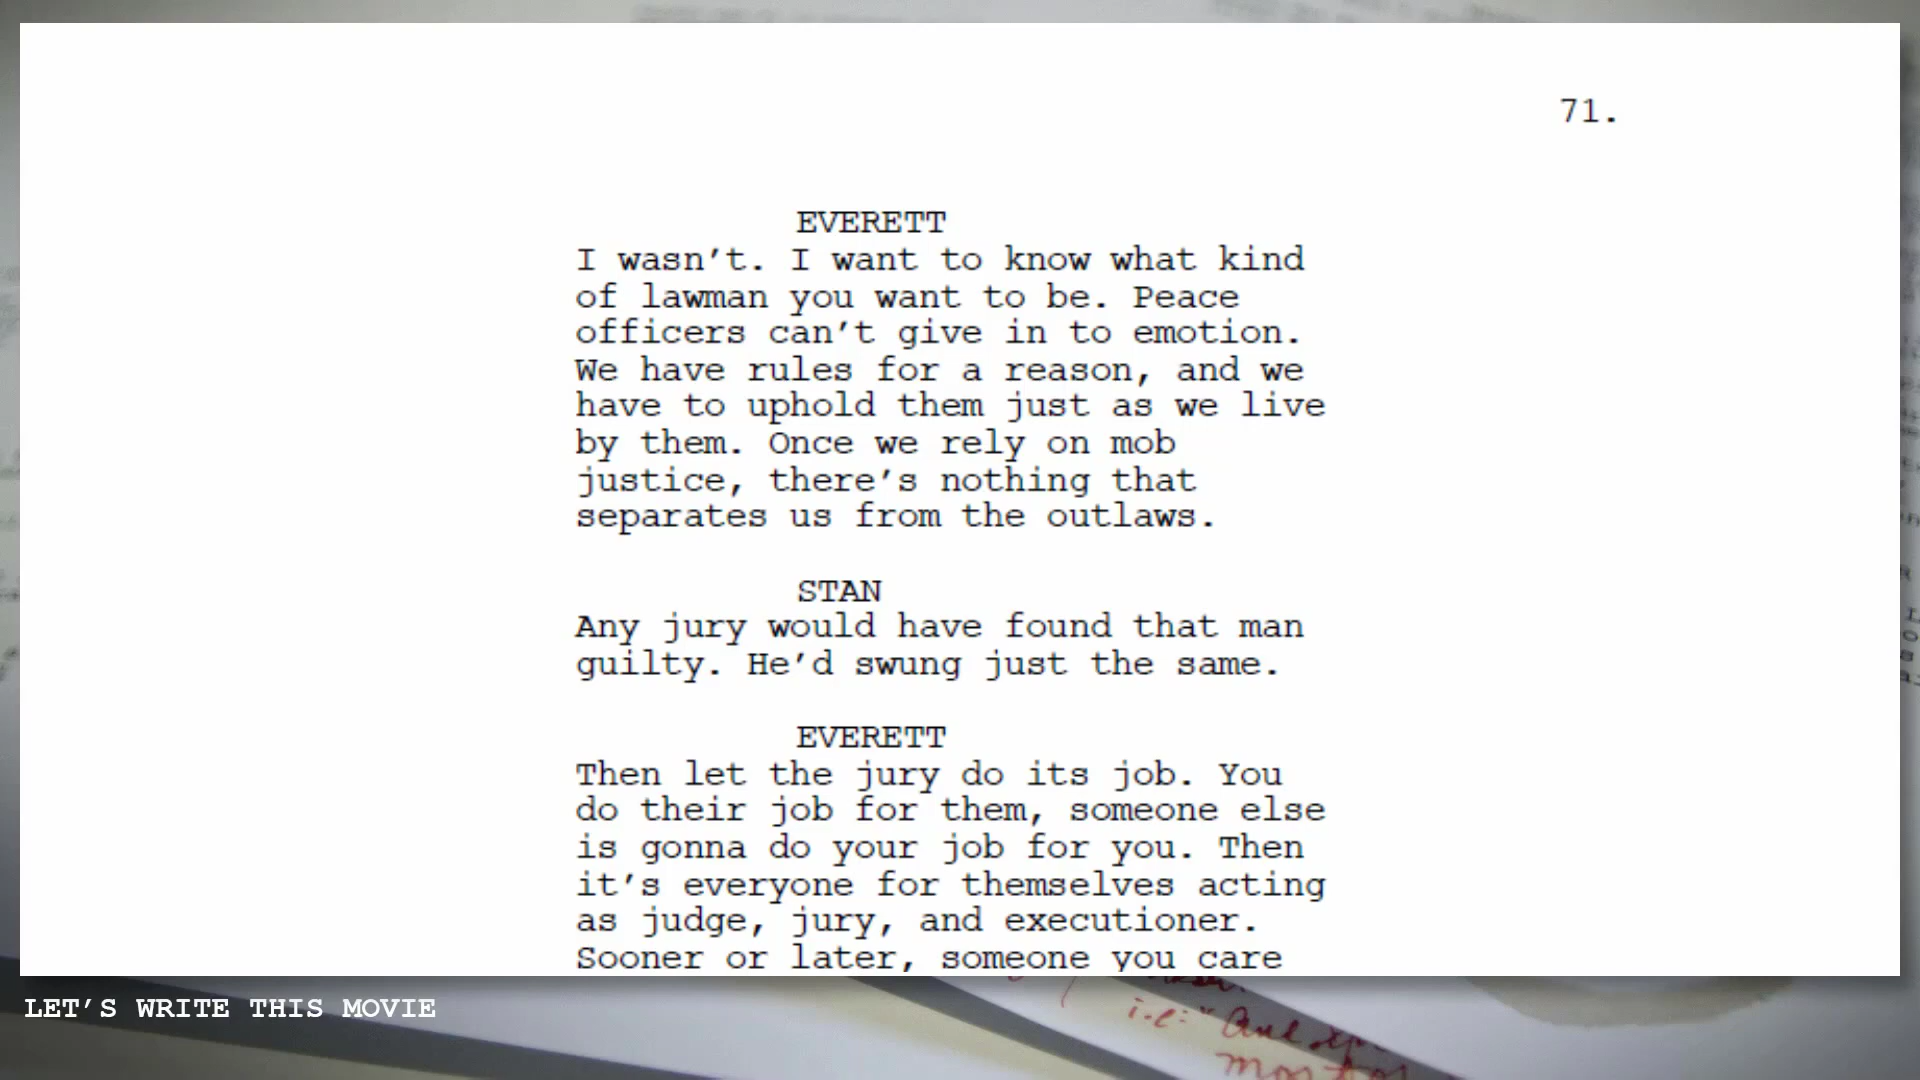 71.
EVERETT
I wasn't. I want to know what kind
of lawman you want to be. Peace
officers can't give in to emotion.
We have rules for a reason, and we
have to uphold them just as we live
by them. Once we rely on mob
justice, there's nothing that
separates us from the outlaws.
STAN
Any jury would have found that man
guilty. He'd swung just the same.
EVERETT
Then let the jury do its job. You
do their job for them, someone else
is gonna do your job for you. Then
it's everyone for themselves acting
as judge, jury, and executioner.
Sooner or later, someone you care
LET'S WRITE THIS MOVIE
i.e: "And